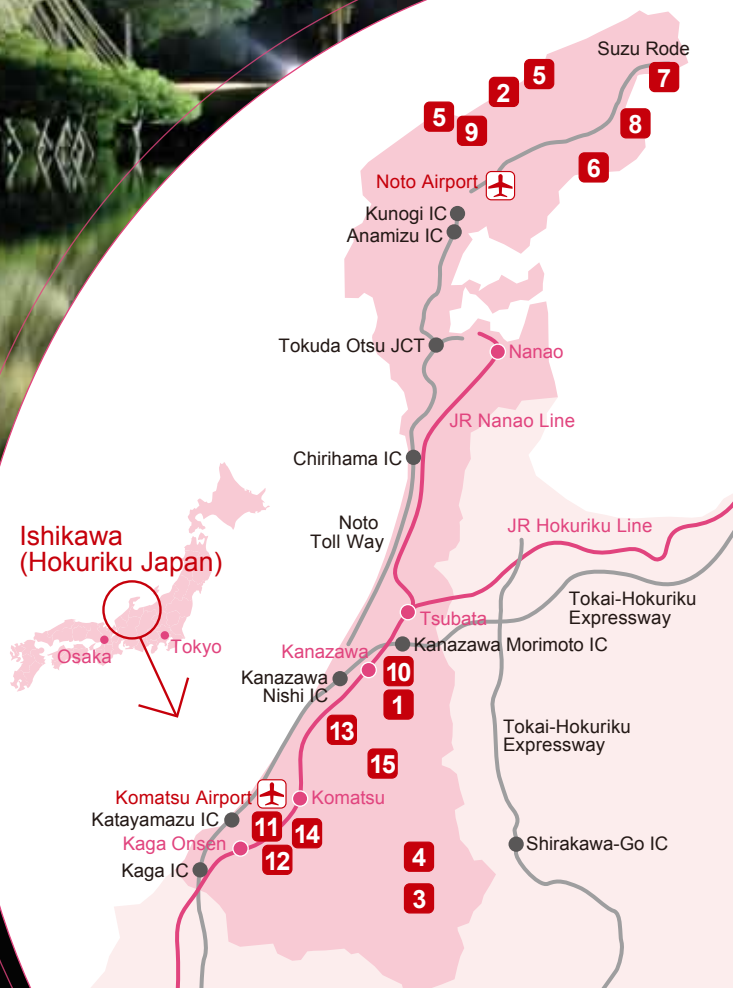 Suzu Rode
5
7
2
5
8
9
6
Noto Airport
Kunogi IC
Anamizu IC
Tokuda Otsu JCT
Nanao
JR Nanao Line
Chirihama IC
Noto
Toll Way
JR Hokuriku Line
Ishikawa
(Hokuriku Japan)
Osaka
Tokyo
Tokai-Hokuriku
Expressway
Tsubata
Kanazawa Morimoto IC
Kanazawa
10
Kanazawa
Nishi IC
1
13
Tokai-Hokuriku
Expressway
15
Komatsu Airport
Komatsu
Katayamazu IC
11
14
Kaga Onsen
12
Kaga IC
Shirakawa-Go IC
4
3